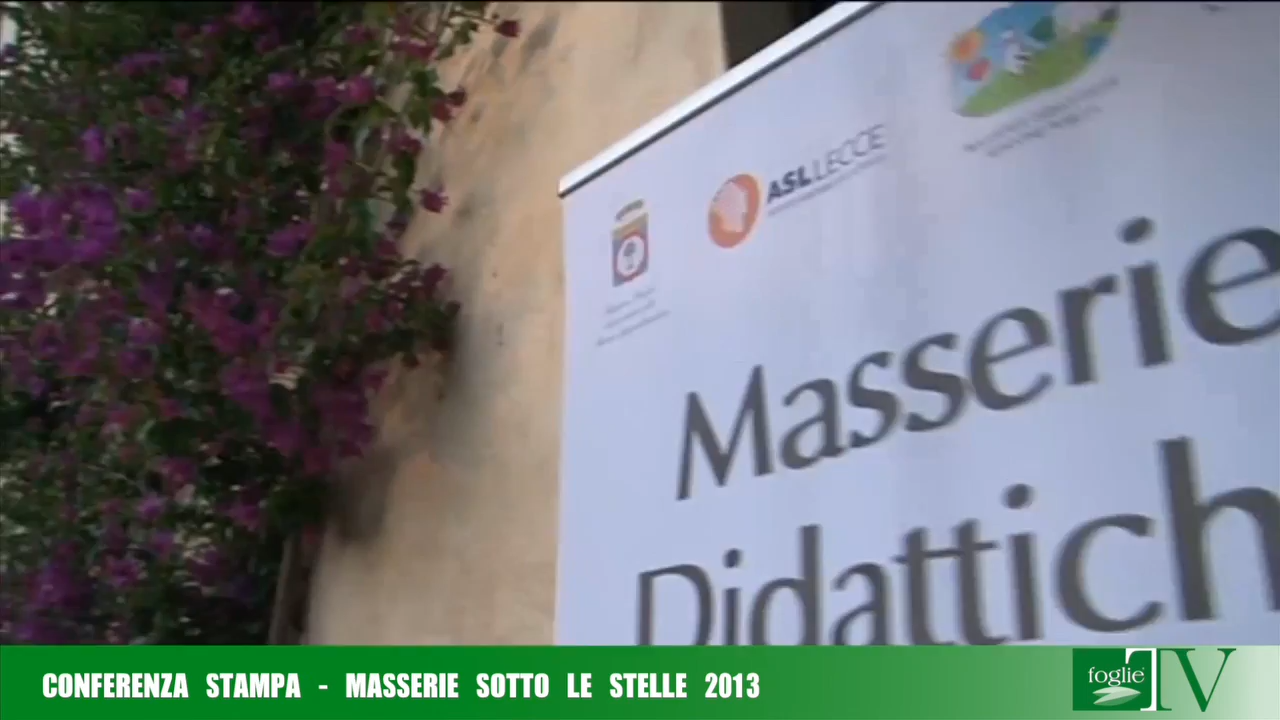 ASL LECCE
Masserie
Didattich
CONFERENZA STAMPA - MASSERIE SOTTO LE STELLE 2013
foglie TV